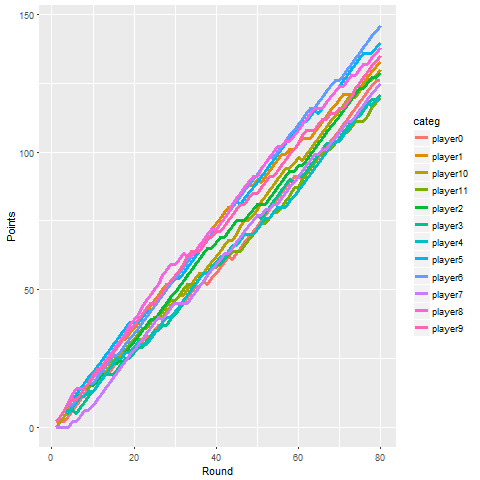 150
100
50
0
Points
0
20
40
60
80
Round
categ
player0
player1
player10
player11
player2
player3
player4
player5
player6
player7
player8
player9